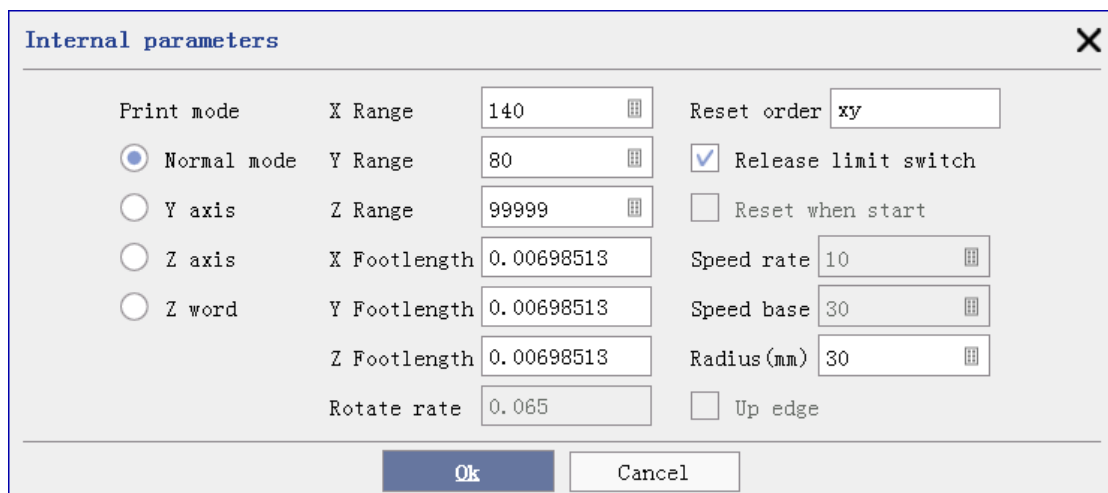 Internal parameters
Print mode X Range 140 Reset order xy
Normal mode Y Range 80 Release limit switch
Y axis Z Range 99999 Reset when start
Z axis X Footlength 0.00698513 Speed rate 10
Z word Y Footlength 0.00698513 Speed base 30
Z Footlength 0.00698513 Radius(mm) 30
Rotate rate 0.065 Up edge
Ok Cancel